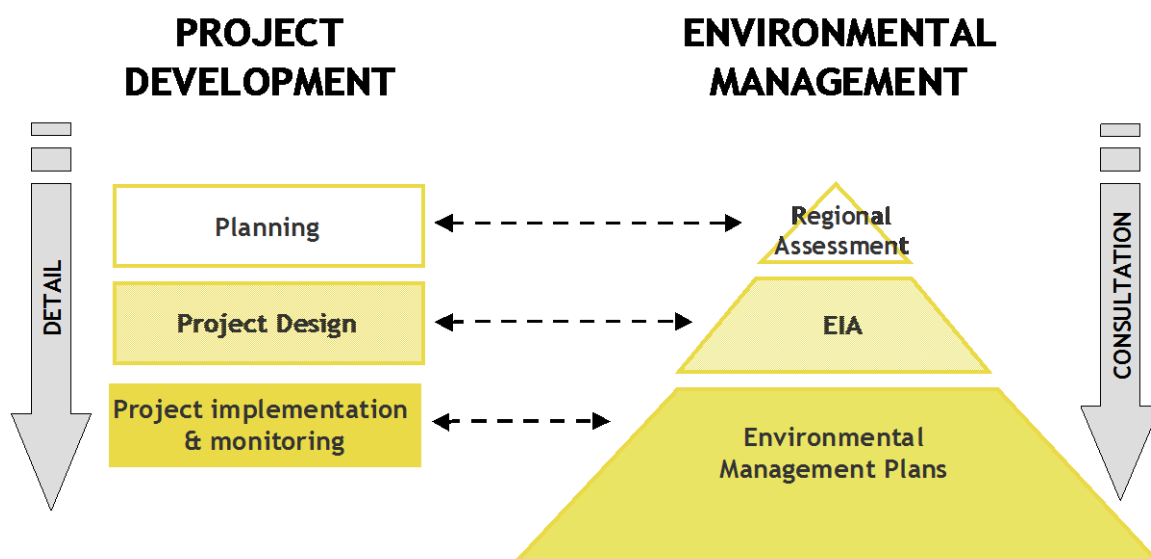 PROJECT
DEVELOPMENT
ENVIRONMENTAL
MANAGEMENT
DETAIL
Planning
Regional
Assessment
CONSULTATION
Project Design
EIA
Project implementation
& monitoring
Environmental
Management Plans